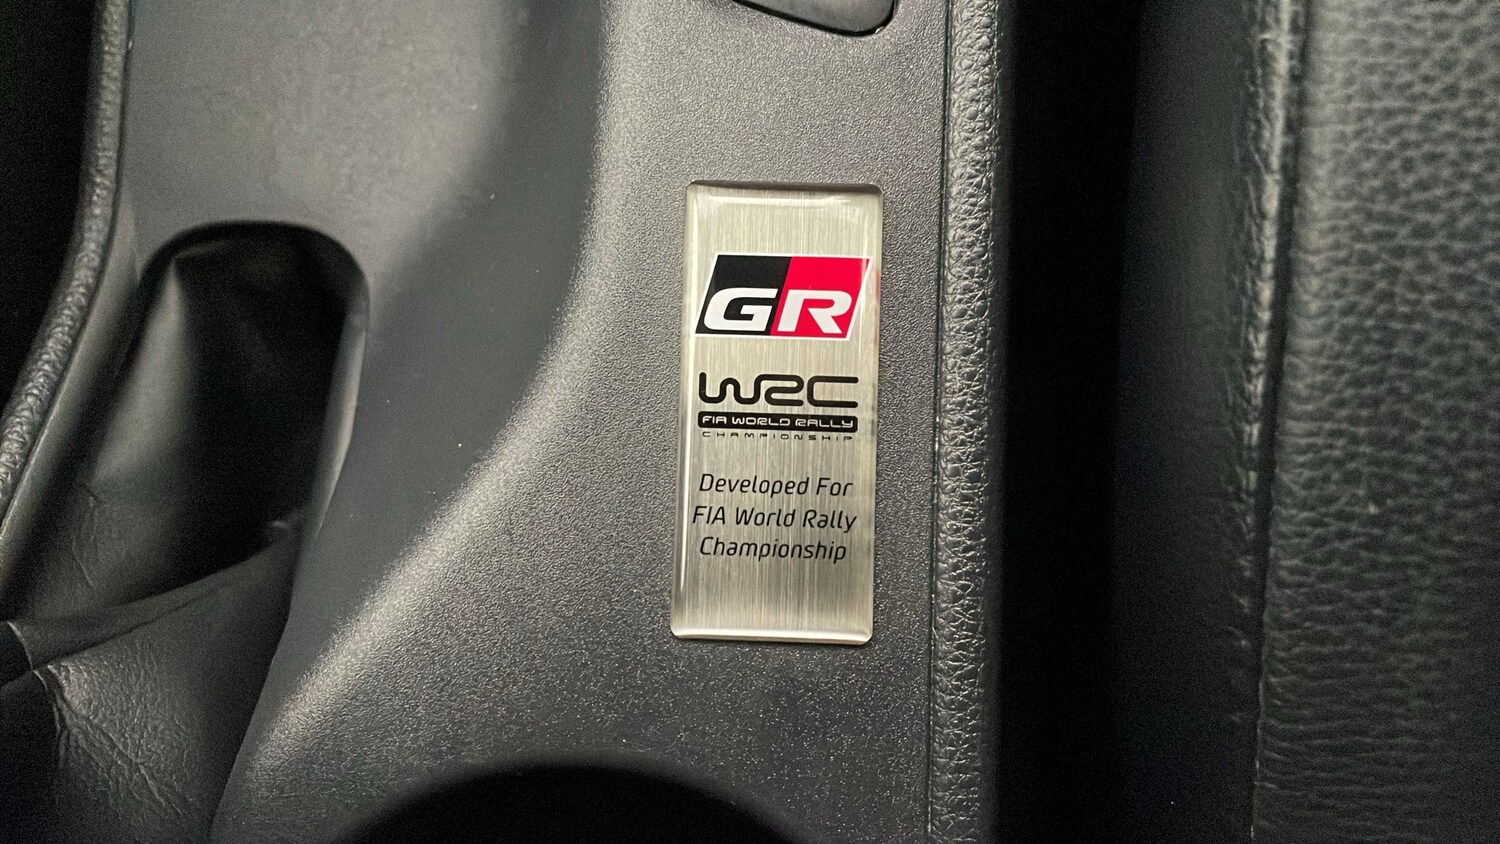 GR
WRC
FIA WORLD RALLY
CHAMPIONSHIP
Developed For
FIA World Rally
Championship